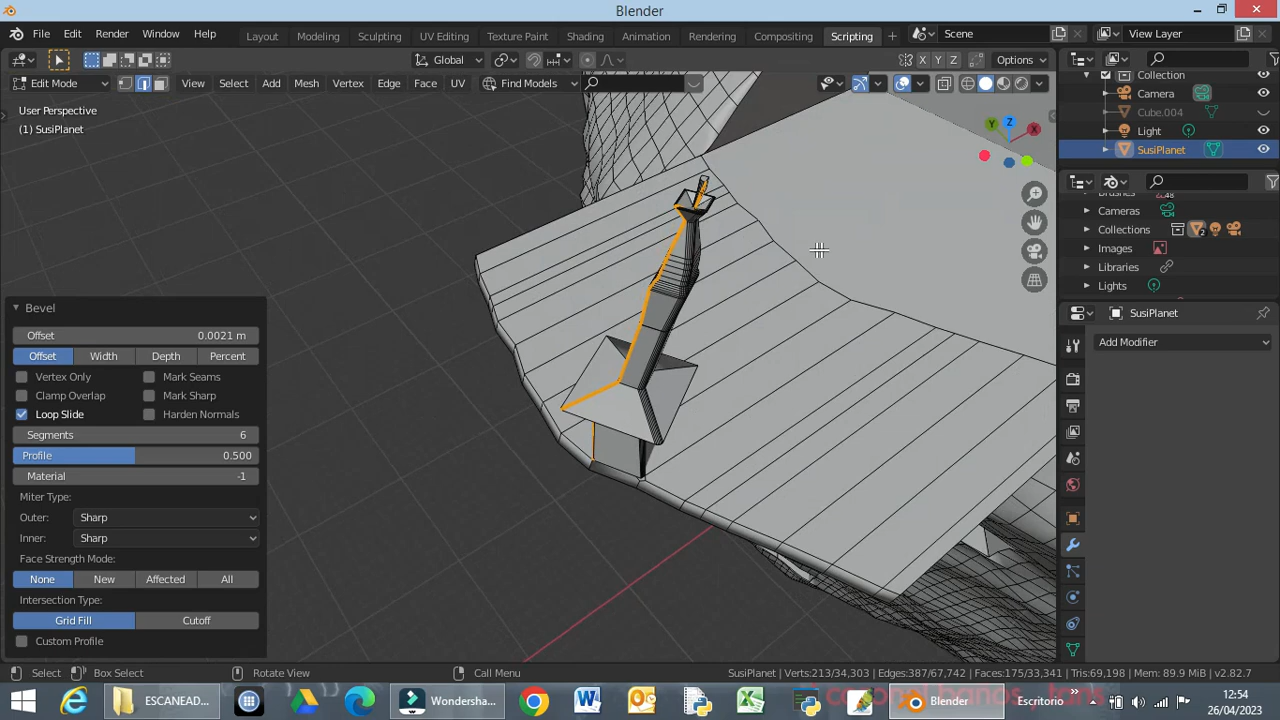 Blender
File Edit Render Window Help Layout Modeling Sculpting UV Editing Texture Paint Shading Animation Rendering Compositing Scripting + Scene View Layer
Global X Y Z Options
Edit Mode View Select Add Mesh Vertex Edge Face UV Find Models
User Perspective
(1) SusiPlanet
Z Y X
Collection
Camera
Cube.004
Light
SusiPlanet
Cameras
Collections 2
Images
Libraries
Lights
SusiPlanet
Add Modifier
Bevel
Offset 0.0021 m
Offset Width Depth Percent
Vertex Only Mark Seams
Clamp Overlap Mark Sharp
Loop Slide Harden Normals
Segments 6
Profile 0.500
Material -1
Miter Type:
Outer: Sharp
Inner: Sharp
Face Strength Mode:
None New Affected All
Intersection Type:
Grid Fill Cutoff
Custom Profile
Select Box Select Rotate View Call Menu SusiPlanet | Verts:213/34,303 | Edges:387/67,742 | Faces:175/33,341 | Tris:69,198 | Mem: 89.9 MiB | v2.82.7
ESCANEAD... Wondersha... Blender Escritorio » 12:54
26/04/2023